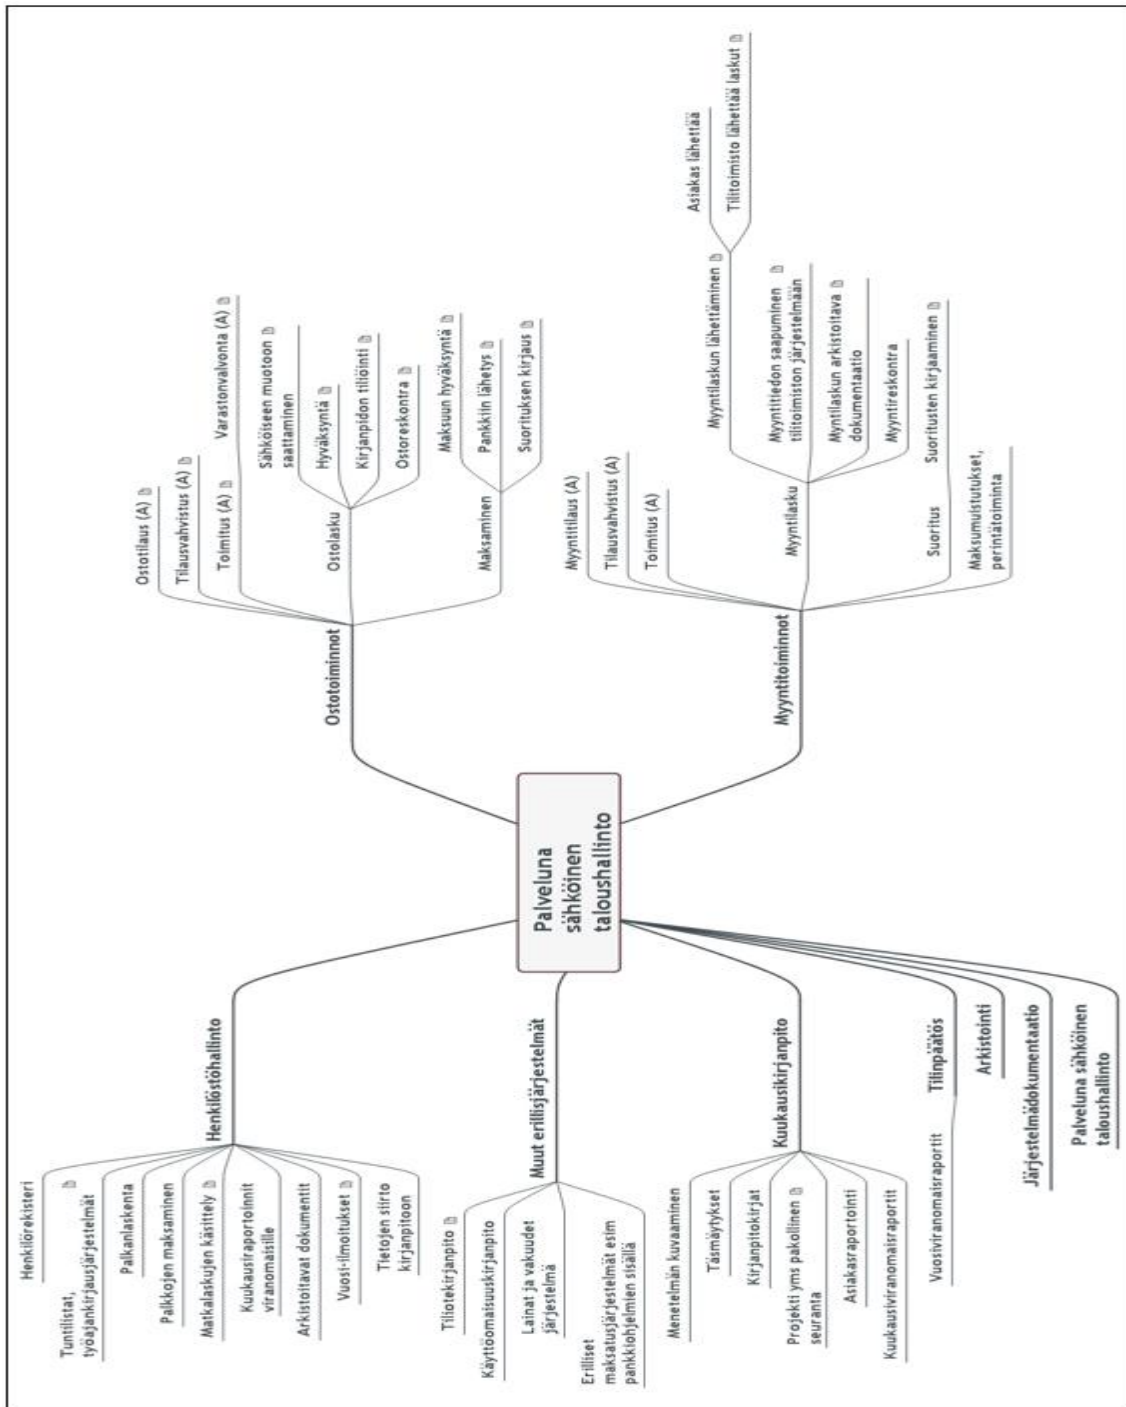 Palveluna
sähköinen
taloushallinto
Henkilöstöhallinto
Henkilörekisteri
Tuntilistat,
työajankirjausjärjestelmät
Palkanlaskenta
Palkkojen maksaminen
Matkalaskujen käsittely
Kuukausiraportoinnit
viranomaisille
Arkistoitavat dokumentit
Vuosi-ilmoitukset
Tietojen siirto
kirjanpitoon
Muut erillisjärjestelmät
Tiliotekirjanpito
Käyttöomaisuuskirjanpito
Lainat ja vakuudet
järjestelmä
Erilliset
maksatusjärjestelmät esim
pankkiohjelmien sisällä
Kuukausikirjanpito
Menetelmän kuvaaminen
Täsmäytykset
Kirjanpitokirjat
Projekti yms pakollinen
seuranta
Asiakasraportointi
Kuukausiviranomaisraportit
Tilinpäätös
Vuosiviranomaisraportit
Arkistointi
Järjestelmädokumentaatio
Palveluna sähköinen
taloushallinto
Ostotoiminnot
Ostotilaus (A)
Tilausvahvistus (A)
Toimitus (A)
Varastonvalvonta (A)
Ostolasku
Sähköiseen muotoon
saattaminen
Hyväksyntä
Kirjanpidon tiliöinti
Ostoreskontra
Maksaminen
Maksuun hyväksyntä
Pankkiin lähetys
Suorituksen kirjaus
Myyntitoiminnot
Myyntitilaus (A)
Tilausvahvistus (A)
Toimitus (A)
Myyntilasku
Myyntilaskun lähettäminen
Asiakas lähettää
Tilitoimisto lähettää laskut
Myyntitiedon saapuminen
tilitoimiston järjestelmään
Myntilaskun arkistoitava
dokumentaatio
Myyntireskontra
Suoritus
Suoritusten kirjaaminen
Maksumuistutukset,
perintätoiminta